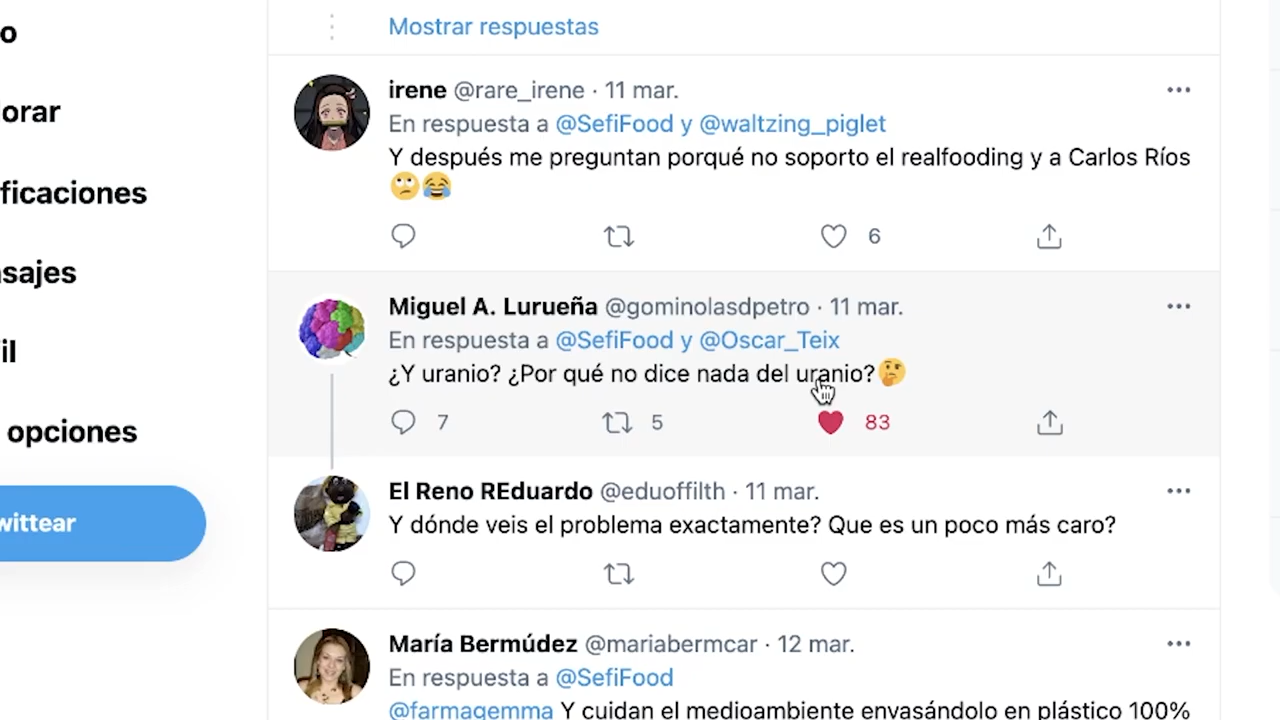 Mostrar respuestas
irene @rare_irene · 11 mar.
En respuesta a @SefiFood y @waltzing_piglet
Y después me preguntan porqué no soporto el realfooding y a Carlos Ríos
🙄😂
6
Miguel A. Lurueña @gominolasdpetro · 11 mar.
En respuesta a @SefiFood y @Oscar_Teix
¿Y uranio? ¿Por qué no dice nada del uranio?🤔
7 5 83
El Reno REduardo @eduoffilth · 11 mar.
Y dónde veis el problema exactamente? Que es un poco más caro?
María Bermúdez @mariabermcar · 12 mar.
En respuesta a @SefiFood
@farmagemma Y cuidan el medioambiente envasándolo en plástico 100%
o
orar
ficaciones
sajes
il
opciones
wittear